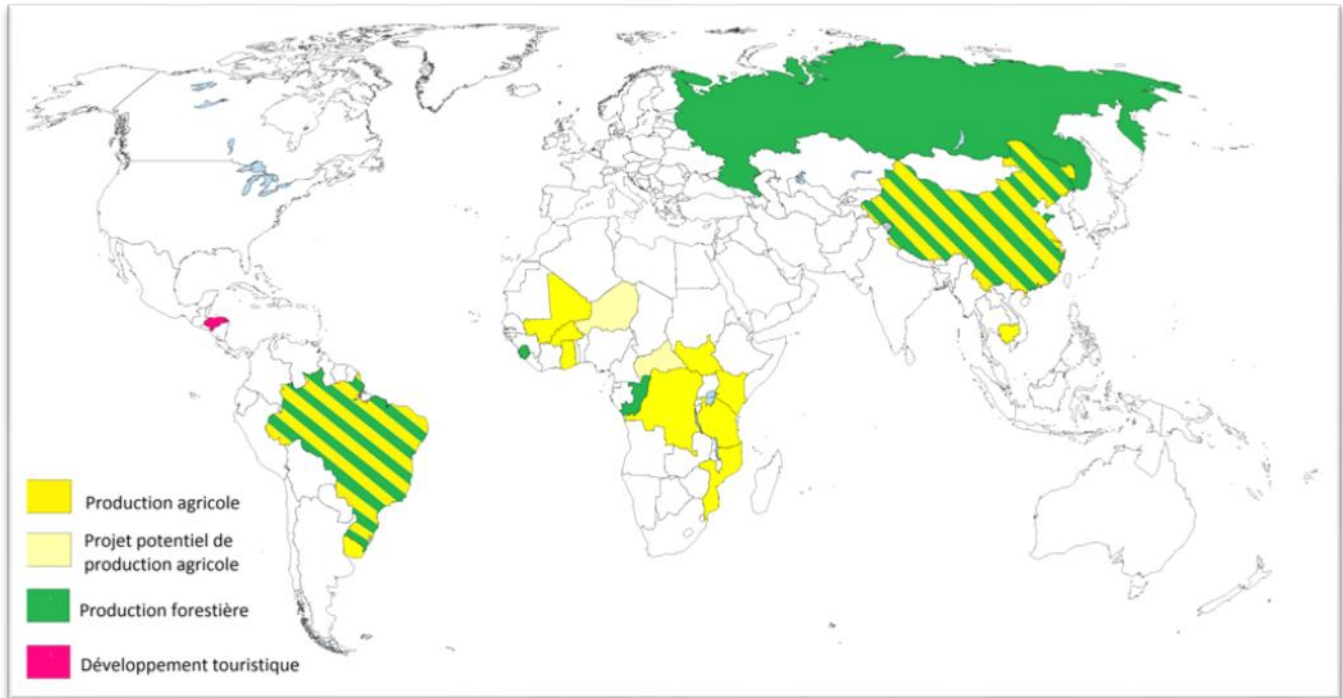 Production agricole
Projet potentiel de
production agricole
Production forestière
Développement touristique